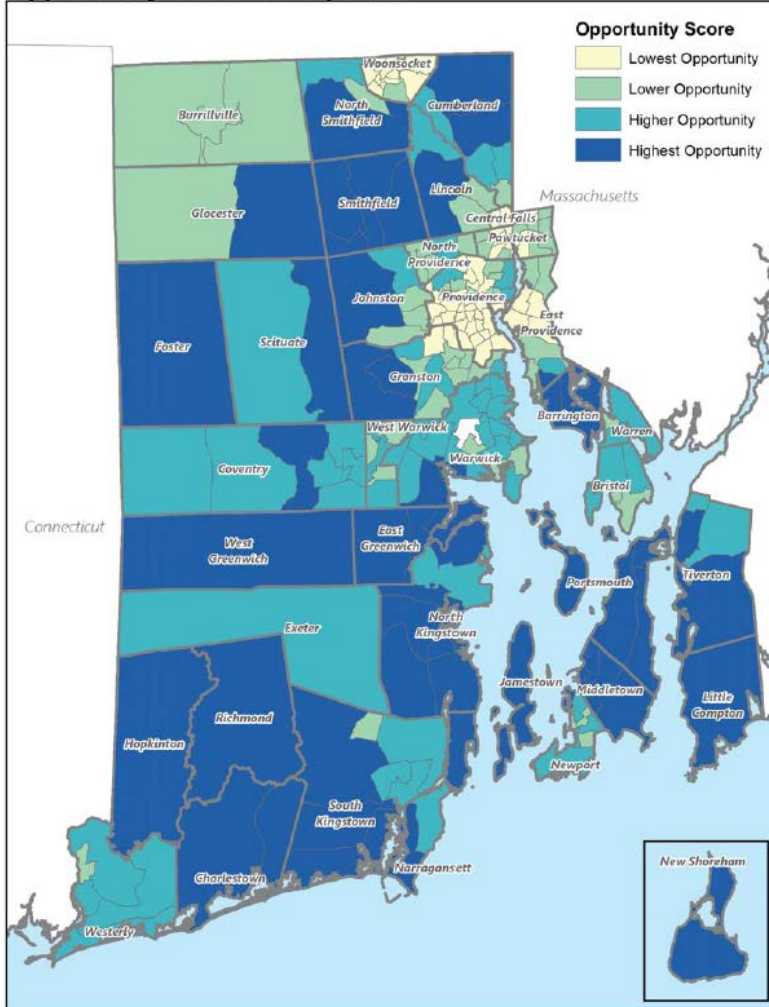 Opportunity Score
Lowest Opportunity
Lower Opportunity
Higher Opportunity
Highest Opportunity
Woonsocket
Burrillville
North
Smithfield
Cumberland
Massachusetts
Glocester
Smithfield
Lincoln
Central Falls
Pawtucket
North
Providence
Johnston
Providence
Foster
Scituate
East
Providence
Cranston
Barrington
Warren
West Warwick
Warwick
Coventry
Bristol
Connecticut
West
Greenwich
East
Greenwich
Portsmouth
Tiverton
Exeter
North
Kingstown
Jamestown
Middletown
Little
Compton
Richmond
Hopkinton
Newport
South
Kingstown
Charlestown
Narragansett
New Shoreham
Westerly